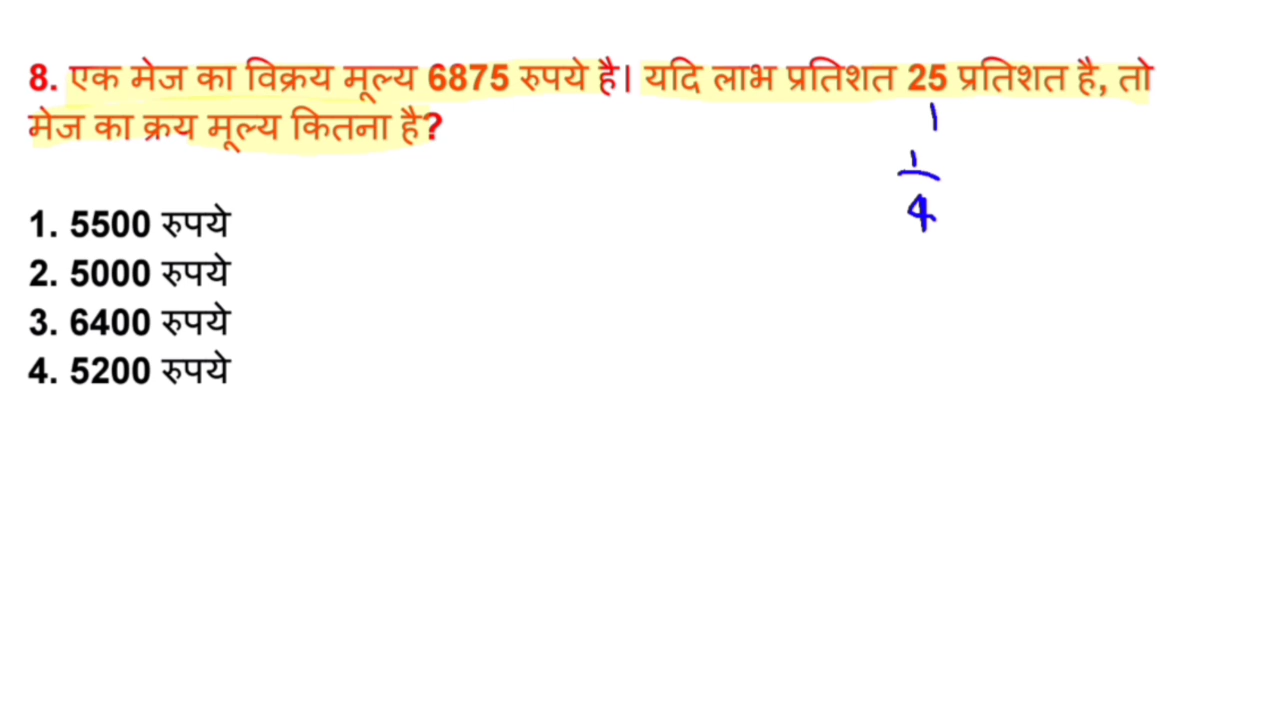 8. एक मेज का विक्रय मूल्य 6875 रुपये है। यदि लाभ प्रतिशत 25 प्रतिशत है, तो
मेज का क्रय मूल्य कितना है?
1
1
4
1. 5500 रुपये
2. 5000 रुपये
3. 6400 रुपये
4. 5200 रुपये